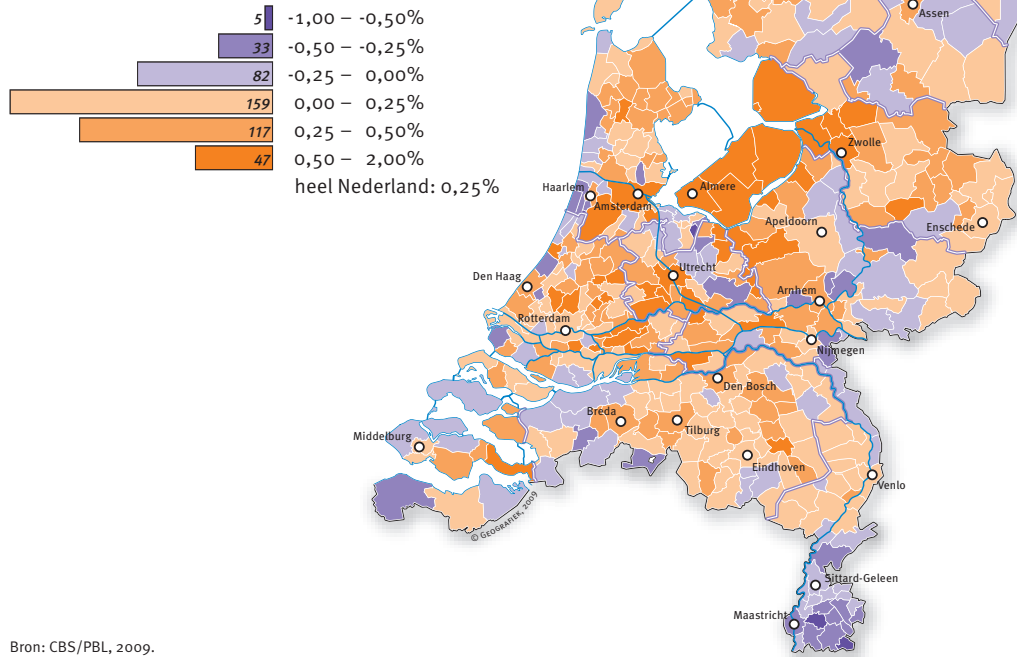 5 -1,00 – -0,50%
33 -0,50 – -0,25%
82 -0,25 – 0,00%
159 0,00 – 0,25%
117 0,25 – 0,50%
47 0,50 – 2,00%
heel Nederland: 0,25%
Assen
Zwolle
Haarlem
Almere
Amsterdam
Apeldoorn
Enschede
Utrecht
Den Haag
Arnhem
Rotterdam
Nijmegen
Den Bosch
Breda
Tilburg
Middelburg
Eindhoven
Venlo
© Geografiek, 2009
Sittard-Geleen
Maastricht
Bron: CBS/PBL, 2009.